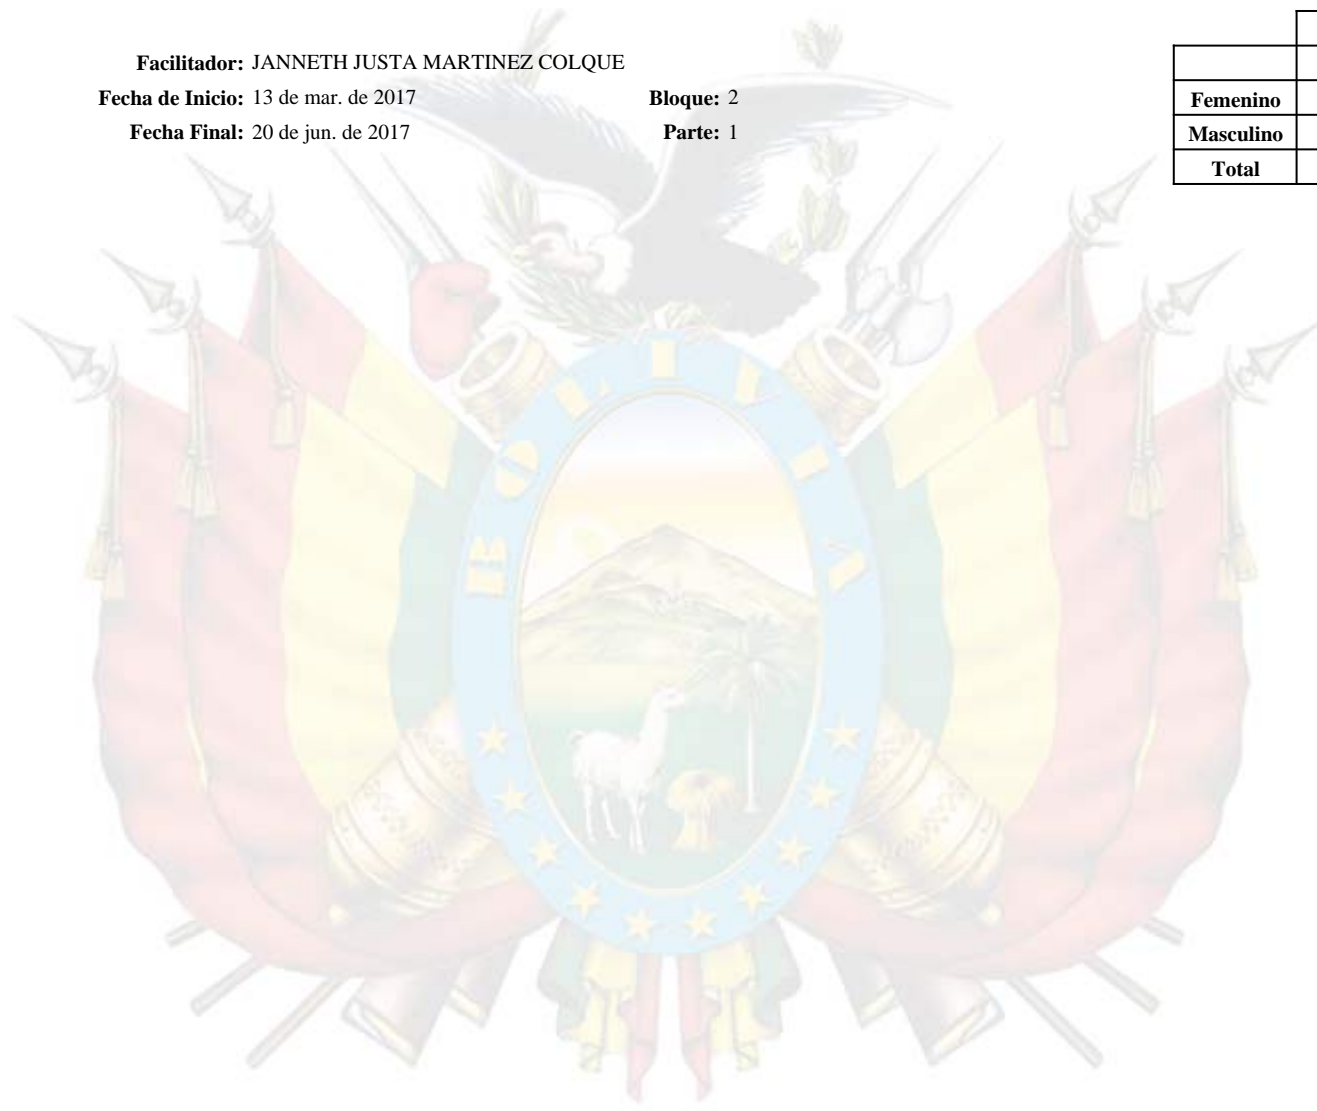 Facilitador: JANNETH JUSTA MARTINEZ COLQUE
Fecha de Inicio: 13 de mar. de 2017 Bloque: 2
Fecha Final: 20 de jun. de 2017 Parte: 1
Femenino
Masculino
Total
BOLIVIA